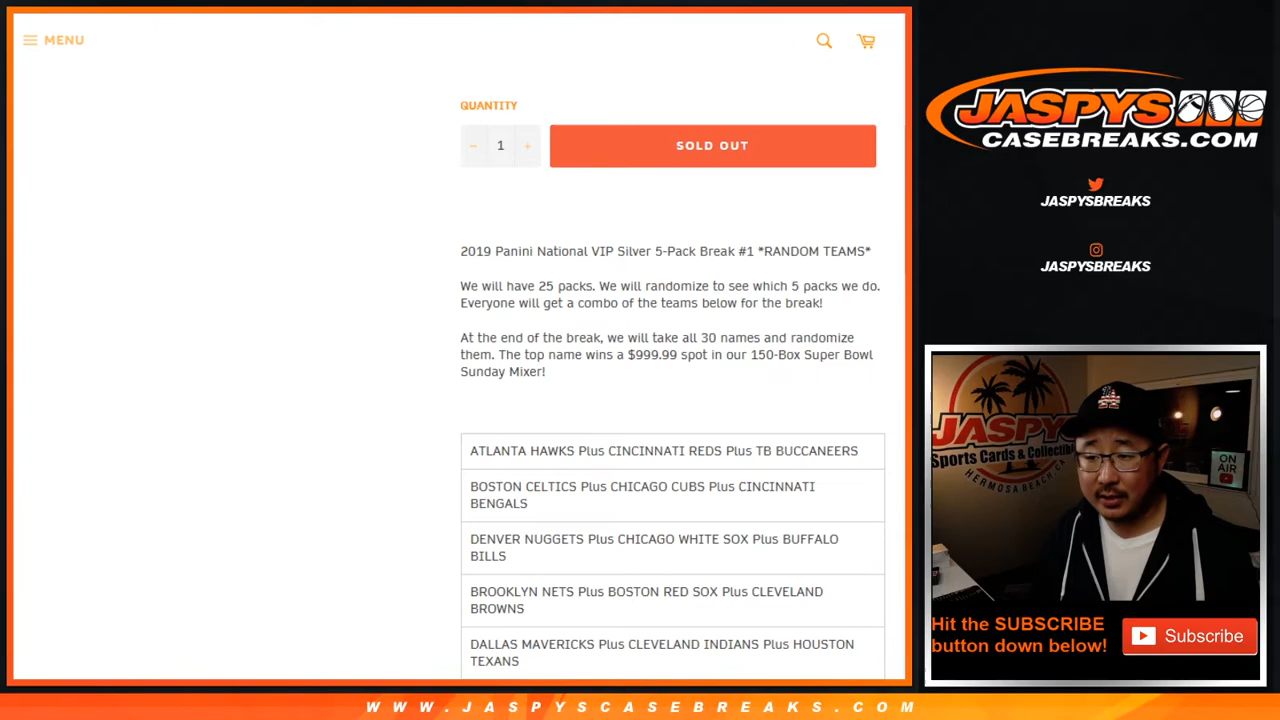 MENU
QUANTITY
− 1 +
SOLD OUT
2019 Panini National VIP Silver 5-Pack Break #1 *RANDOM TEAMS*
We will have 25 packs. We will randomize to see which 5 packs we do.
Everyone will get a combo of the teams below for the break!
At the end of the break, we will take all 30 names and randomize
them. The top name wins a $999.99 spot in our 150-Box Super Bowl
Sunday Mixer!
ATLANTA HAWKS Plus CINCINNATI REDS Plus TB BUCCANEERS
BOSTON CELTICS Plus CHICAGO CUBS Plus CINCINNATI
BENGALS
DENVER NUGGETS Plus CHICAGO WHITE SOX Plus BUFFALO
BILLS
BROOKLYN NETS Plus BOSTON RED SOX Plus CLEVELAND
BROWNS
DALLAS MAVERICKS Plus CLEVELAND INDIANS Plus HOUSTON
TEXANS
JASPYS
CASEBREAKS.COM
JASPYSBREAKS
JASPYSBREAKS
JASPYS
Sports Cards & Collectib
HERMOSA BEACH, CA
ON
AIR
Hit the SUBSCRIBE
button down below!
Subscribe
WWW.JASPYSCASEBREAKS.COM